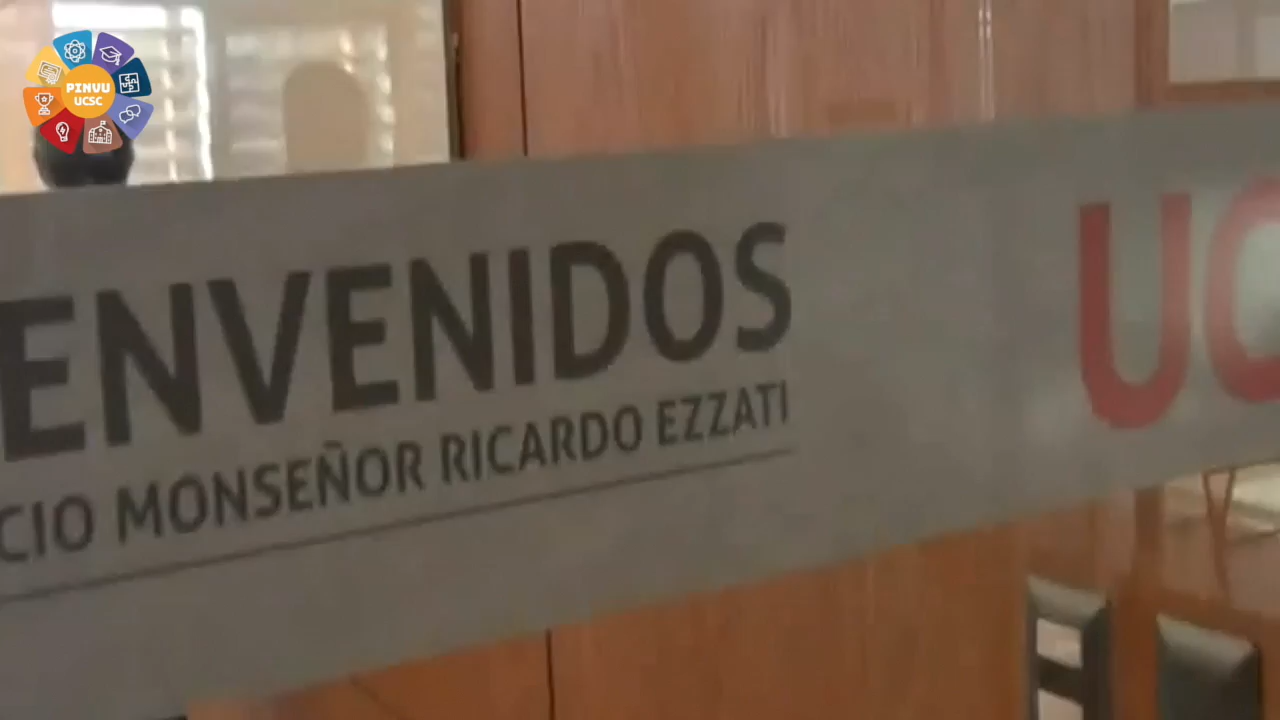 PINVU
UCSC
ENVENIDOS
CIO MONSEÑOR RICARDO EZZATI
UC